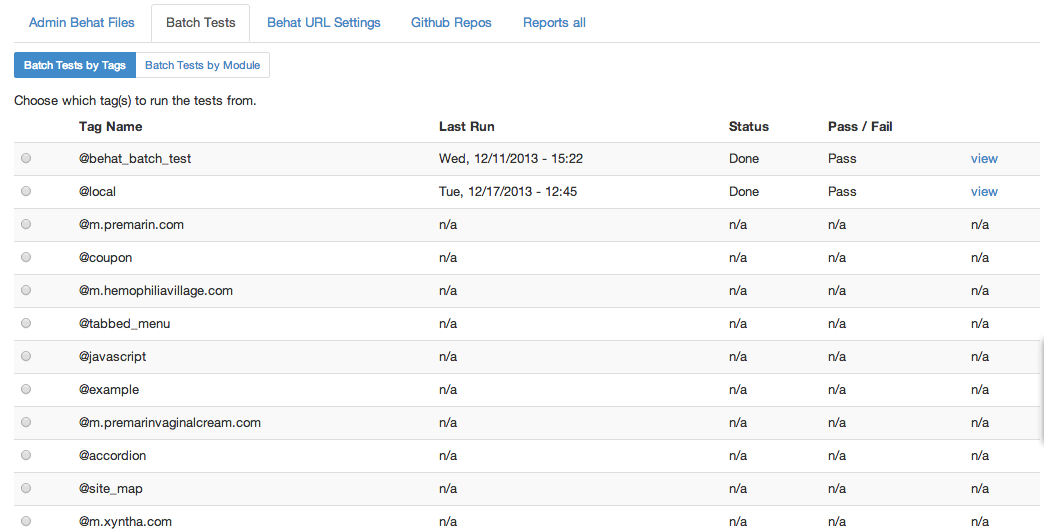 Admin Behat Files Batch Tests Behat URL Settings Github Repos Reports all
Batch Tests by Tags Batch Tests by Module
Choose which tag(s) to run the tests from.
Tag Name Last Run Status Pass / Fail
@behat_batch_test Wed, 12/11/2013 - 15:22 Done Pass view
@local Tue, 12/17/2013 - 12:45 Done Pass view
@m.premarin.com n/a n/a n/a n/a
@coupon n/a n/a n/a n/a
@m.hemophiliavillage.com n/a n/a n/a n/a
@tabbed_menu n/a n/a n/a n/a
@javascript n/a n/a n/a n/a
@example n/a n/a n/a n/a
@m.premarinvaginalcream.com n/a n/a n/a n/a
@accordion n/a n/a n/a n/a
@site_map n/a n/a n/a n/a
@m.xyntha.com n/a n/a n/a n/a